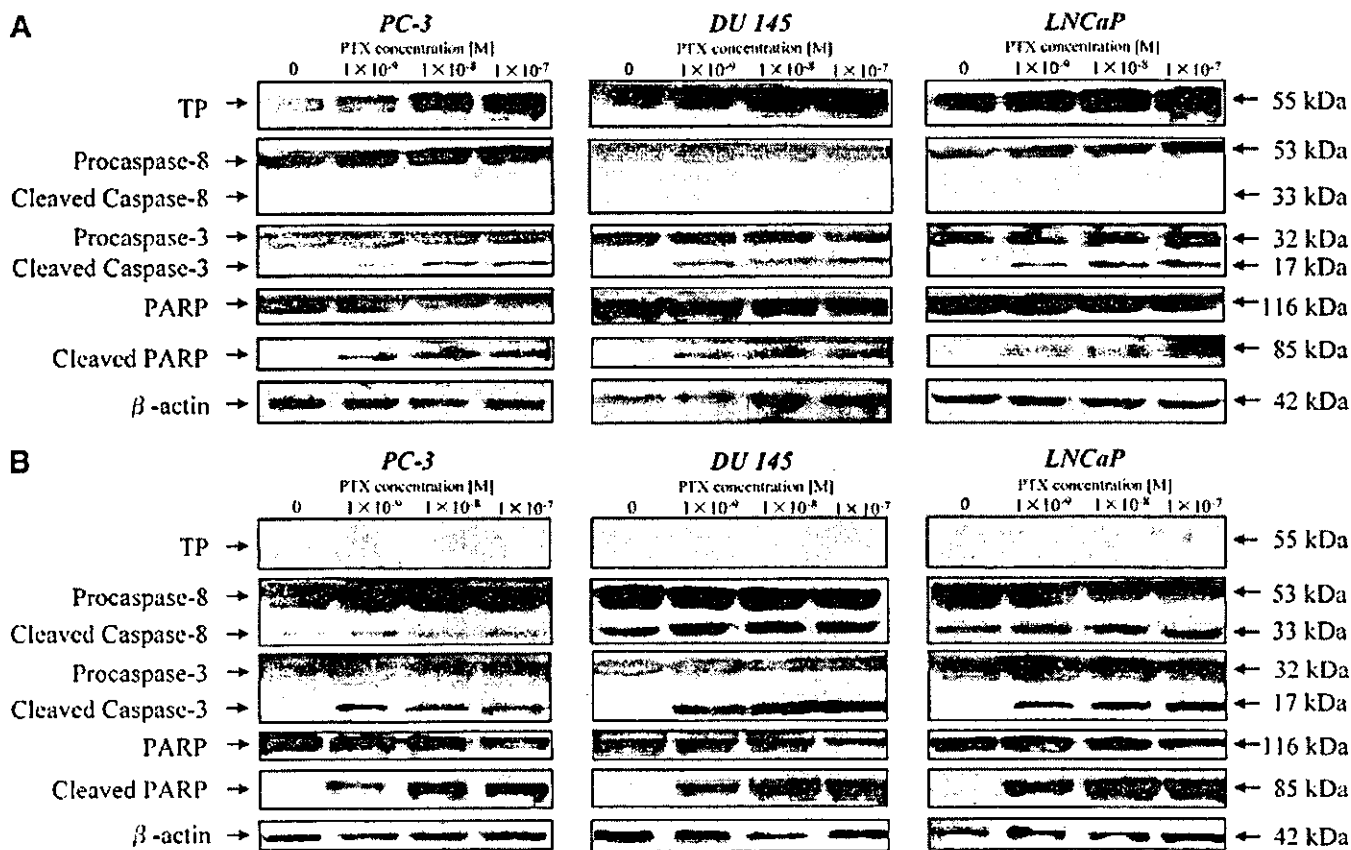 A
PC-3 DU 145 LNCaP
PTX concentration [M] PTX concentration [M] PTX concentration [M]
0 1×10⁻⁹ 1×10⁻⁸ 1×10⁻⁷ 0 1×10⁻⁹ 1×10⁻⁸ 1×10⁻⁷ 0 1×10⁻⁹ 1×10⁻⁸ 1×10⁻⁷
TP → ← 55 kDa
Procaspase-8 → ← 53 kDa
Cleaved Caspase-8 → ← 33 kDa
Procaspase-3 → ← 32 kDa
Cleaved Caspase-3 → ← 17 kDa
PARP → ← 116 kDa
Cleaved PARP → ← 85 kDa
β-actin → ← 42 kDa
B
PC-3 DU 145 LNCaP
PTX concentration [M] PTX concentration [M] PTX concentration [M]
0 1×10⁻⁹ 1×10⁻⁸ 1×10⁻⁷ 0 1×10⁻⁹ 1×10⁻⁸ 1×10⁻⁷ 0 1×10⁻⁹ 1×10⁻⁸ 1×10⁻⁷
TP → ← 55 kDa
Procaspase-8 → ← 53 kDa
Cleaved Caspase-8 → ← 33 kDa
Procaspase-3 → ← 32 kDa
Cleaved Caspase-3 → ← 17 kDa
PARP → ← 116 kDa
Cleaved PARP → ← 85 kDa
β-actin → ← 42 kDa